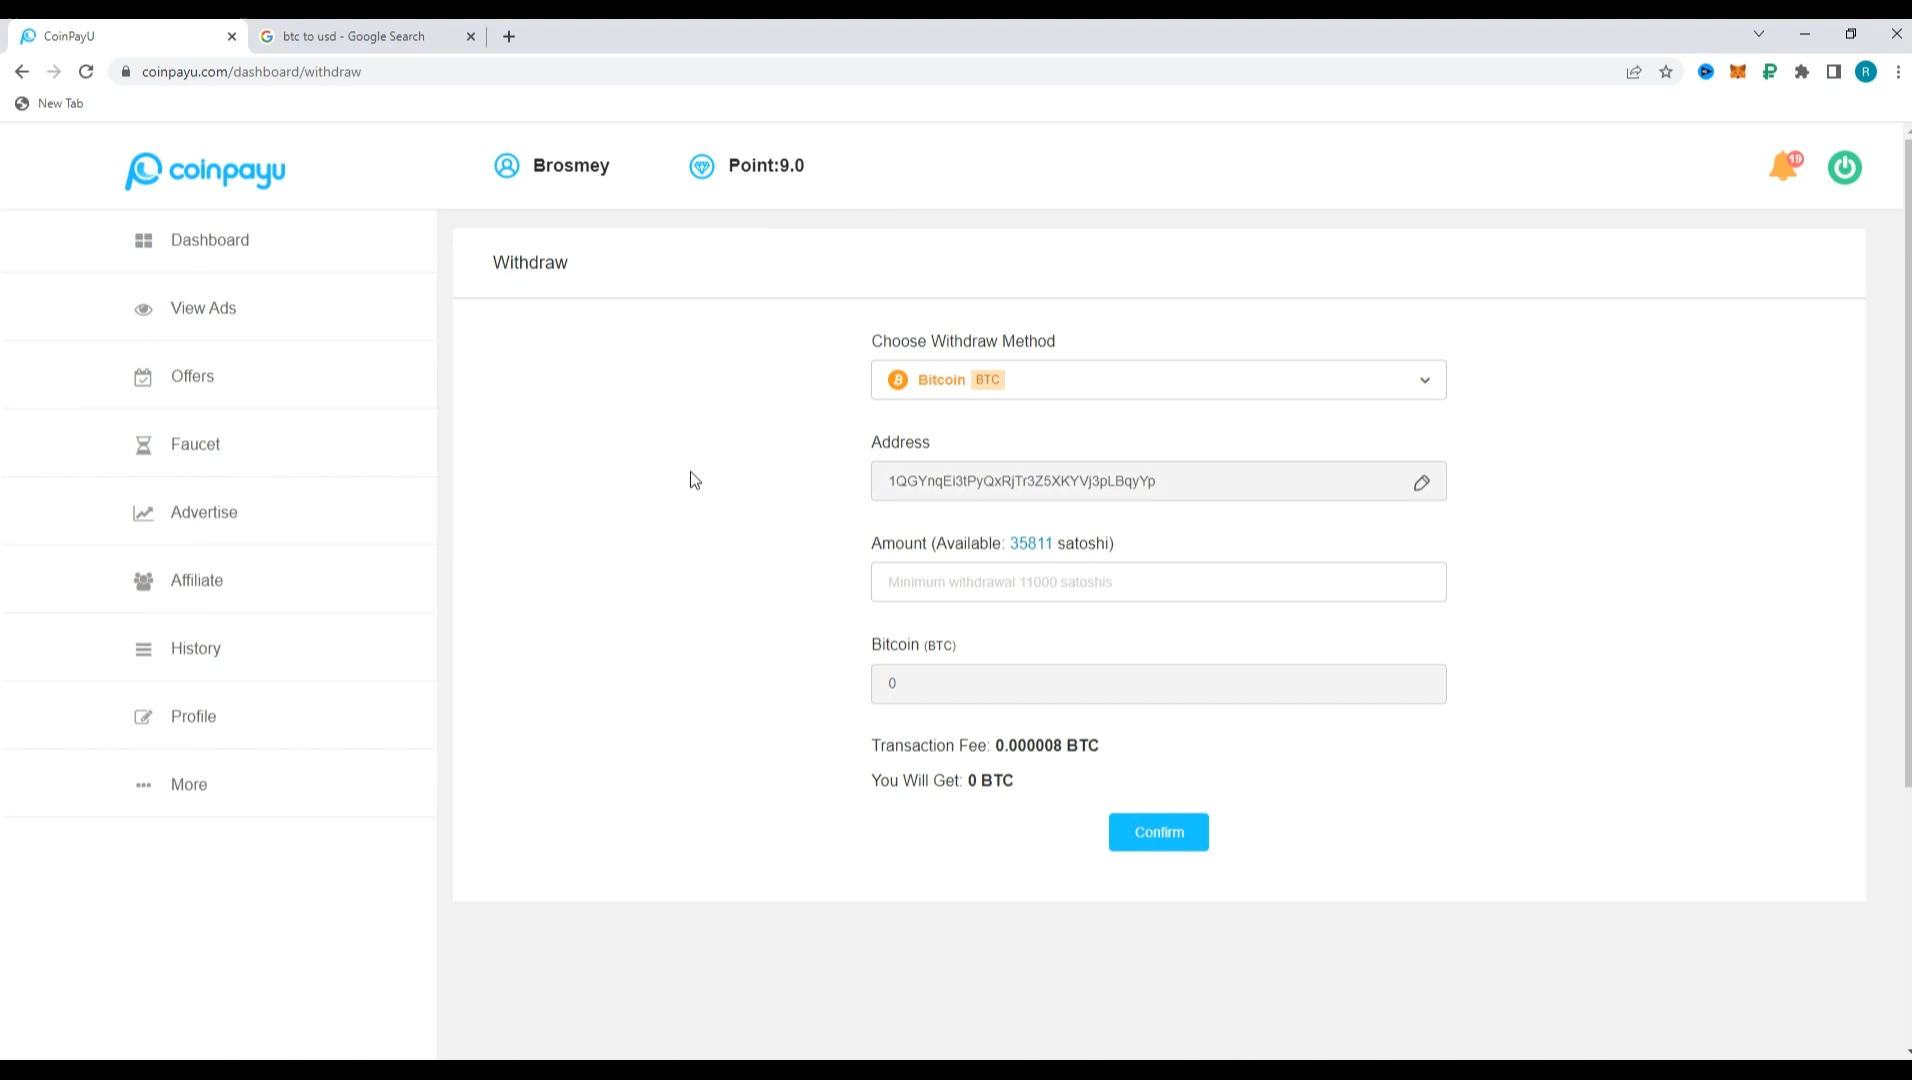 CoinPayU
btc to usd - Google Search
coinpayu.com/dashboard/withdraw
R
New Tab
coinpayu
Brosmey
Point:9.0
19
Dashboard
View Ads
Offers
Faucet
Advertise
Affiliate
History
Profile
More
Withdraw
Choose Withdraw Method
Bitcoin BTC
Address
1QGYnqEi3tPyQxRjTr3Z5XKYVj3pLBqyYp
Amount (Available: 35811 satoshi)
Minimum withdrawal 11000 satoshis
Bitcoin (BTC)
0
Transaction Fee: 0.000008 BTC
You Will Get: 0 BTC
Confirm